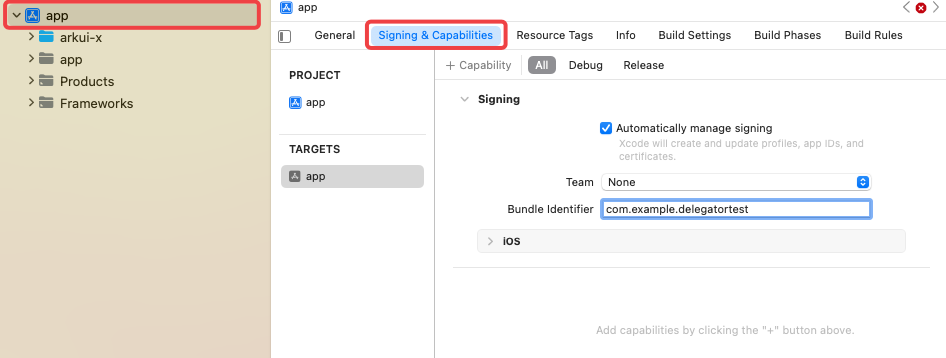 app
arkui-x
app
Products
Frameworks
app
General Signing & Capabilities Resource Tags Info Build Settings Build Phases Build Rules
+ Capability All Debug Release
PROJECT
app
TARGETS
app
Signing
Automatically manage signing
Xcode will create and update profiles, app IDs, and
certificates.
Team None
Bundle Identifier com.example.delegatortest
iOS
Add capabilities by clicking the "+" button above.